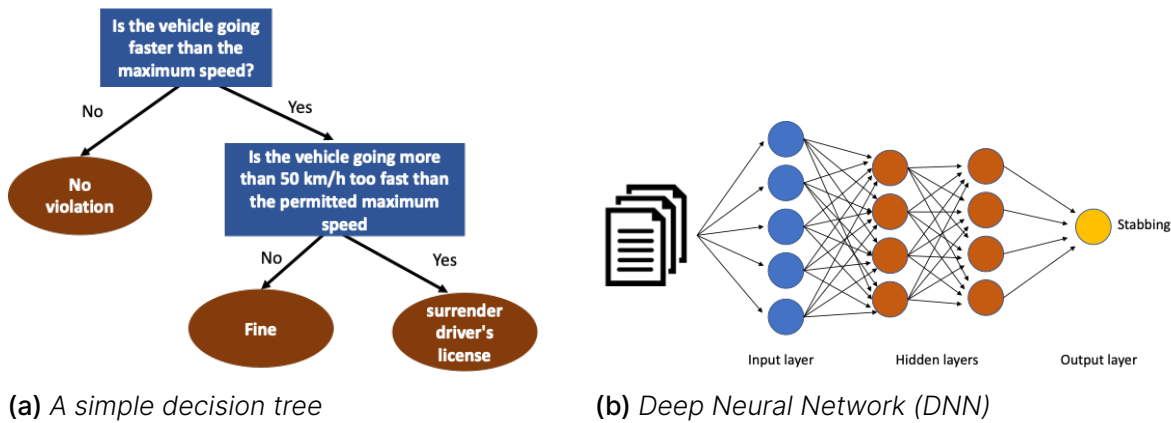 Is the vehicle going
faster than the
maximum speed?
No
Yes
No
violation
Is the vehicle going more
than 50 km/h too fast than
the permitted maximum
speed
No
Yes
Fine
surrender
driver's
license
(a) A simple decision tree
Stabbing
Input layer
Hidden layers
Output layer
(b) Deep Neural Network (DNN)